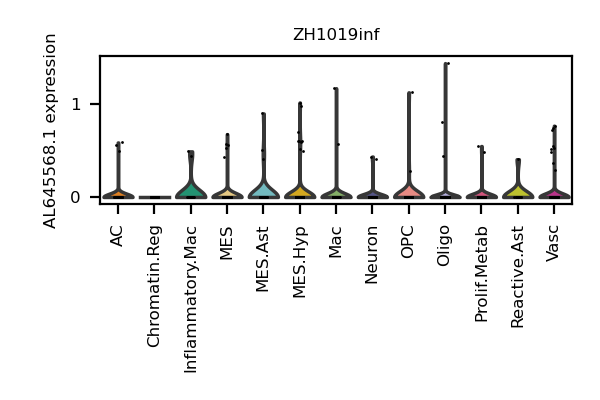 ZH1019inf
AL645568.1 expression
1
0
AC
Chromatin.Reg
Inflammatory.Mac
MES
MES.Ast
MES.Hyp
Mac
Neuron
OPC
Oligo
Prolif.Metab
Reactive.Ast
Vasc